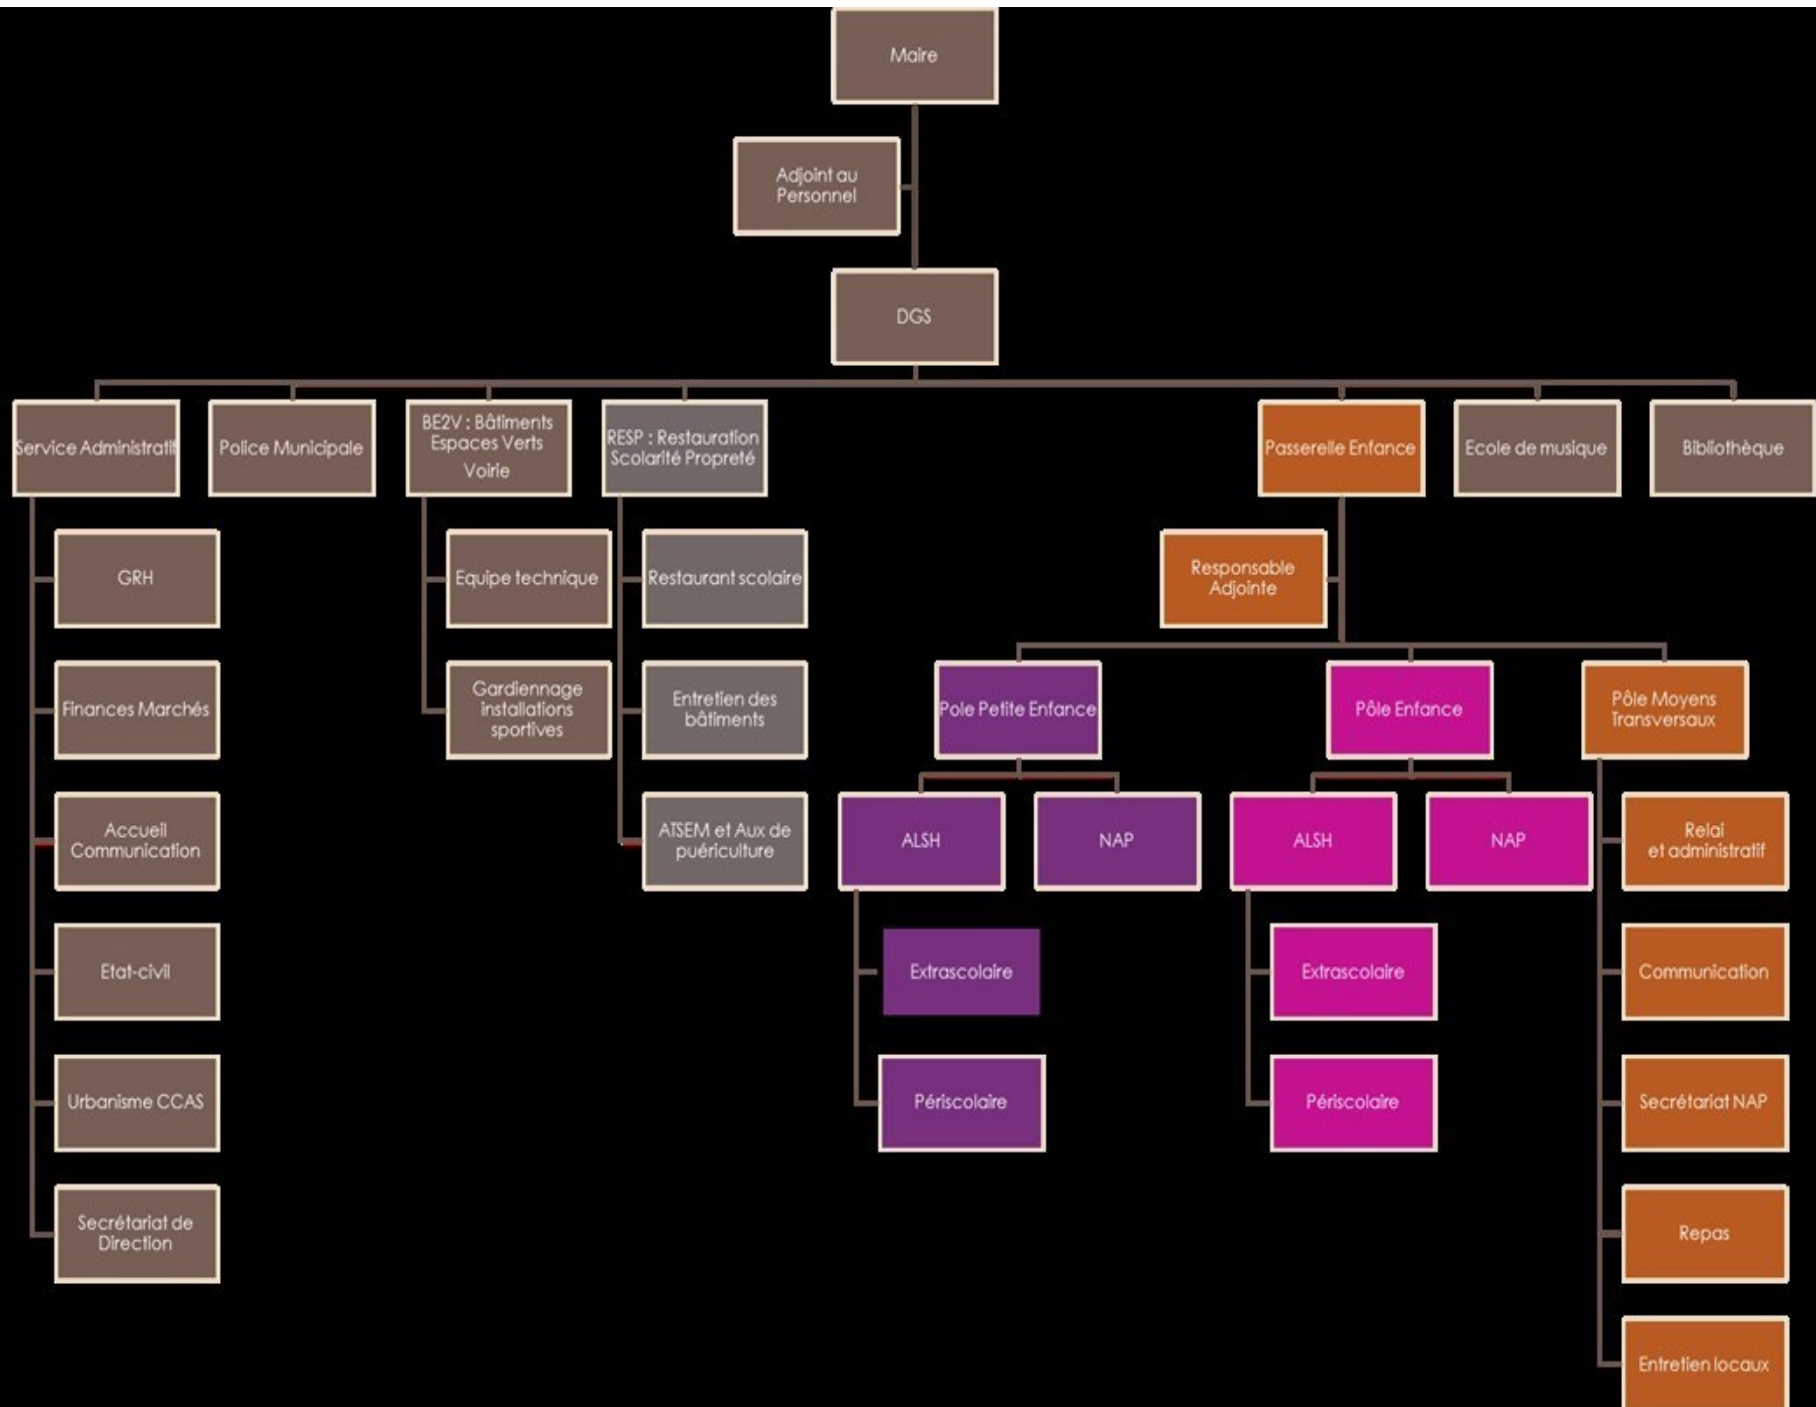 Maire
Adjoint au
Personnel
DGS
Service Administratif
Police Municipale
BE2V : Bâtiments
Espaces Verts
Voirie
RESP : Restauration
Scolarité Propreté
Passerelle Enfance
Ecole de musique
Bibliothèque
GRH
Finances Marchés
Accueil
Communication
Etat-civil
Urbanisme CCAS
Secrétariat de
Direction
Equipe technique
Gardiennage
installations
sportives
Restaurant scolaire
Entretien des
bâtiments
ATSEM et Aux de
puériculture
Responsable
Adjointe
Pole Petite Enfance
ALSH
NAP
Extrascolaire
Périscolaire
Pôle Enfance
ALSH
NAP
Extrascolaire
Périscolaire
Pôle Moyens
Transversaux
Relai
et administratif
Communication
Secrétariat NAP
Repas
Entretien locaux